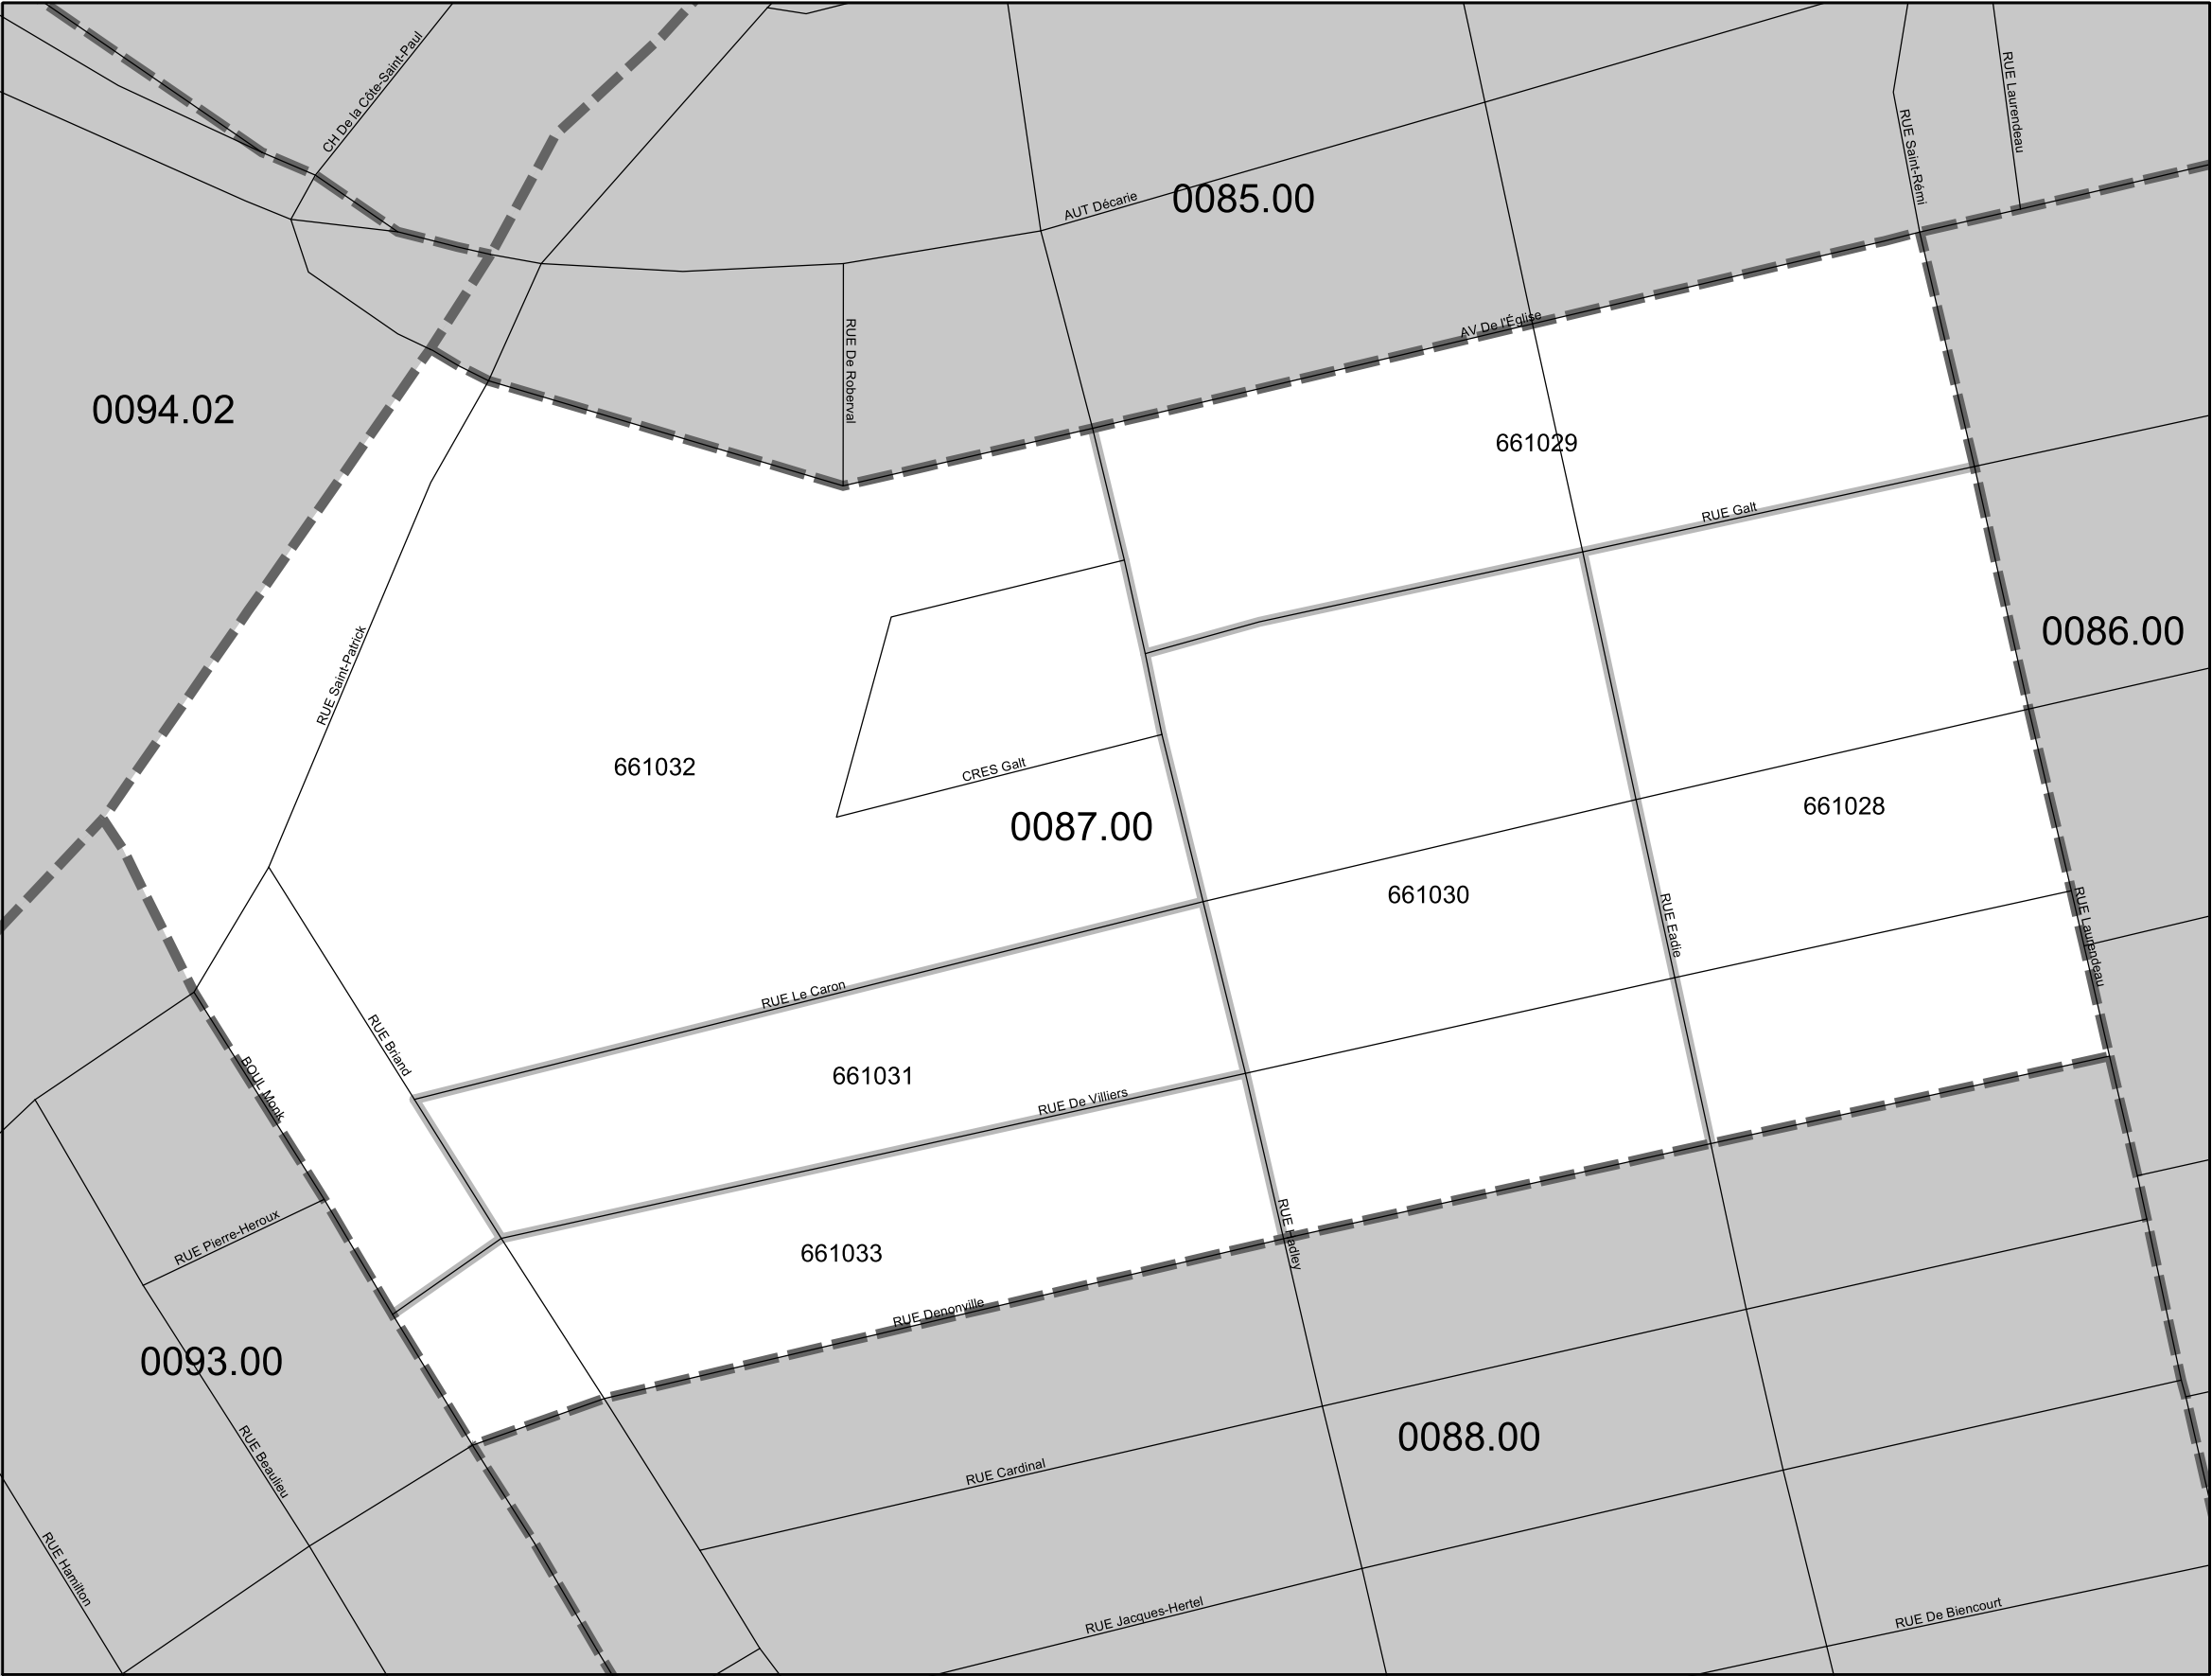 CH De la Côte-Saint-Paul
RUE Laurendeau
RUE Saint-Rémi
AUT Décarie
0085.00
AV De l'Église
RUE De Roberval
0094.02
661029
RUE Galt
0086.00
RUE Saint-Patrick
661032
CRES Galt
0087.00
661028
661030
RUE Eadie
RUE Laurendeau
RUE Le Caron
RUE Briand
661031
BOUL Monk
RUE De Villiers
RUE Hadley
RUE Pierre-Heroux
661033
RUE Denonville
0093.00
0088.00
RUE Beaulieu
RUE Cardinal
RUE Hamilton
RUE Jacques-Hertel
RUE De Biencourt